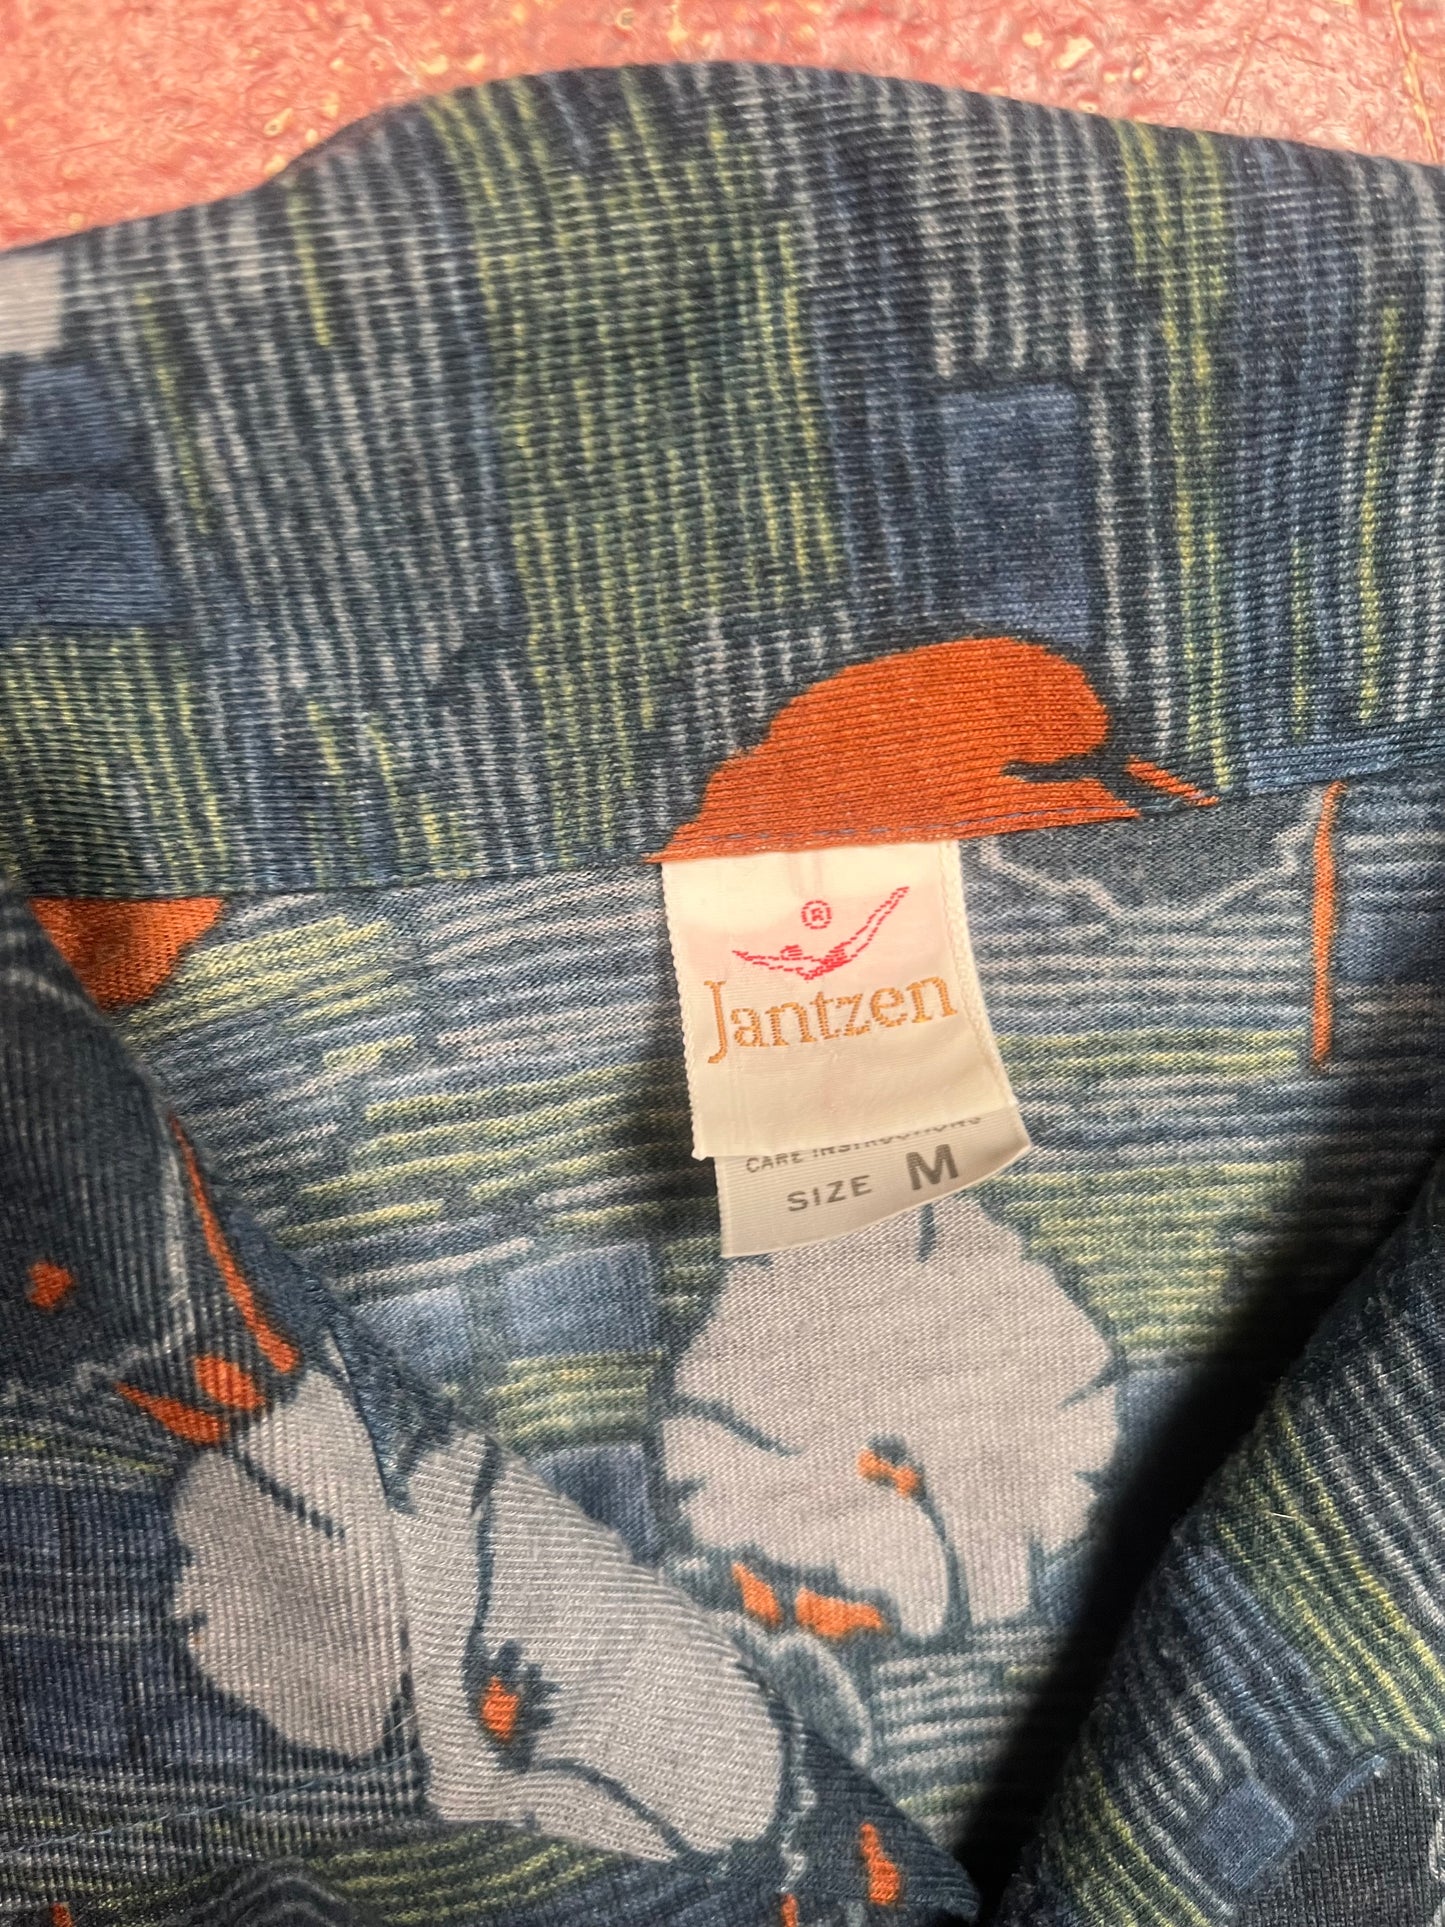 ®
Jantzen
CARE INSTRUCTIONS
SIZE M